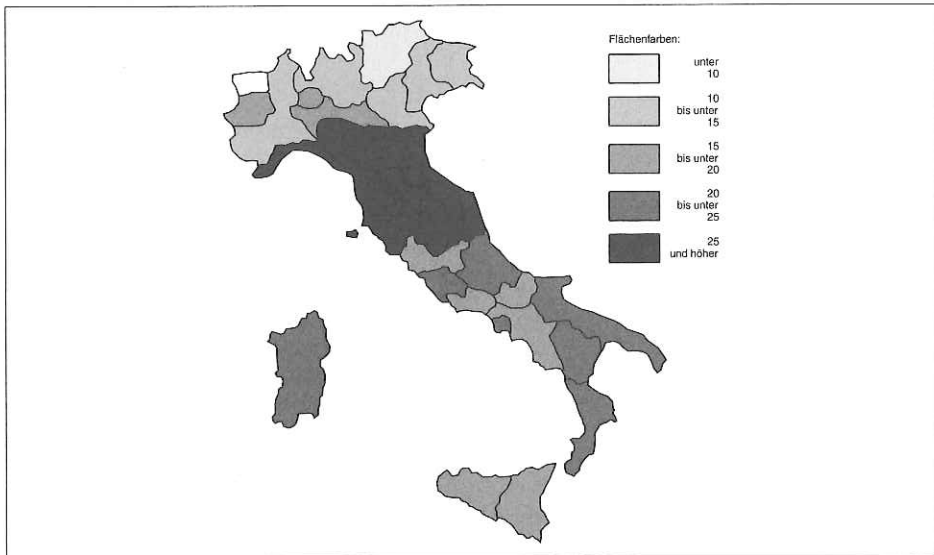 Flächenfarben:
unter
10
10
bis unter
15
15
bis unter
20
20
bis unter
25
25
und höher